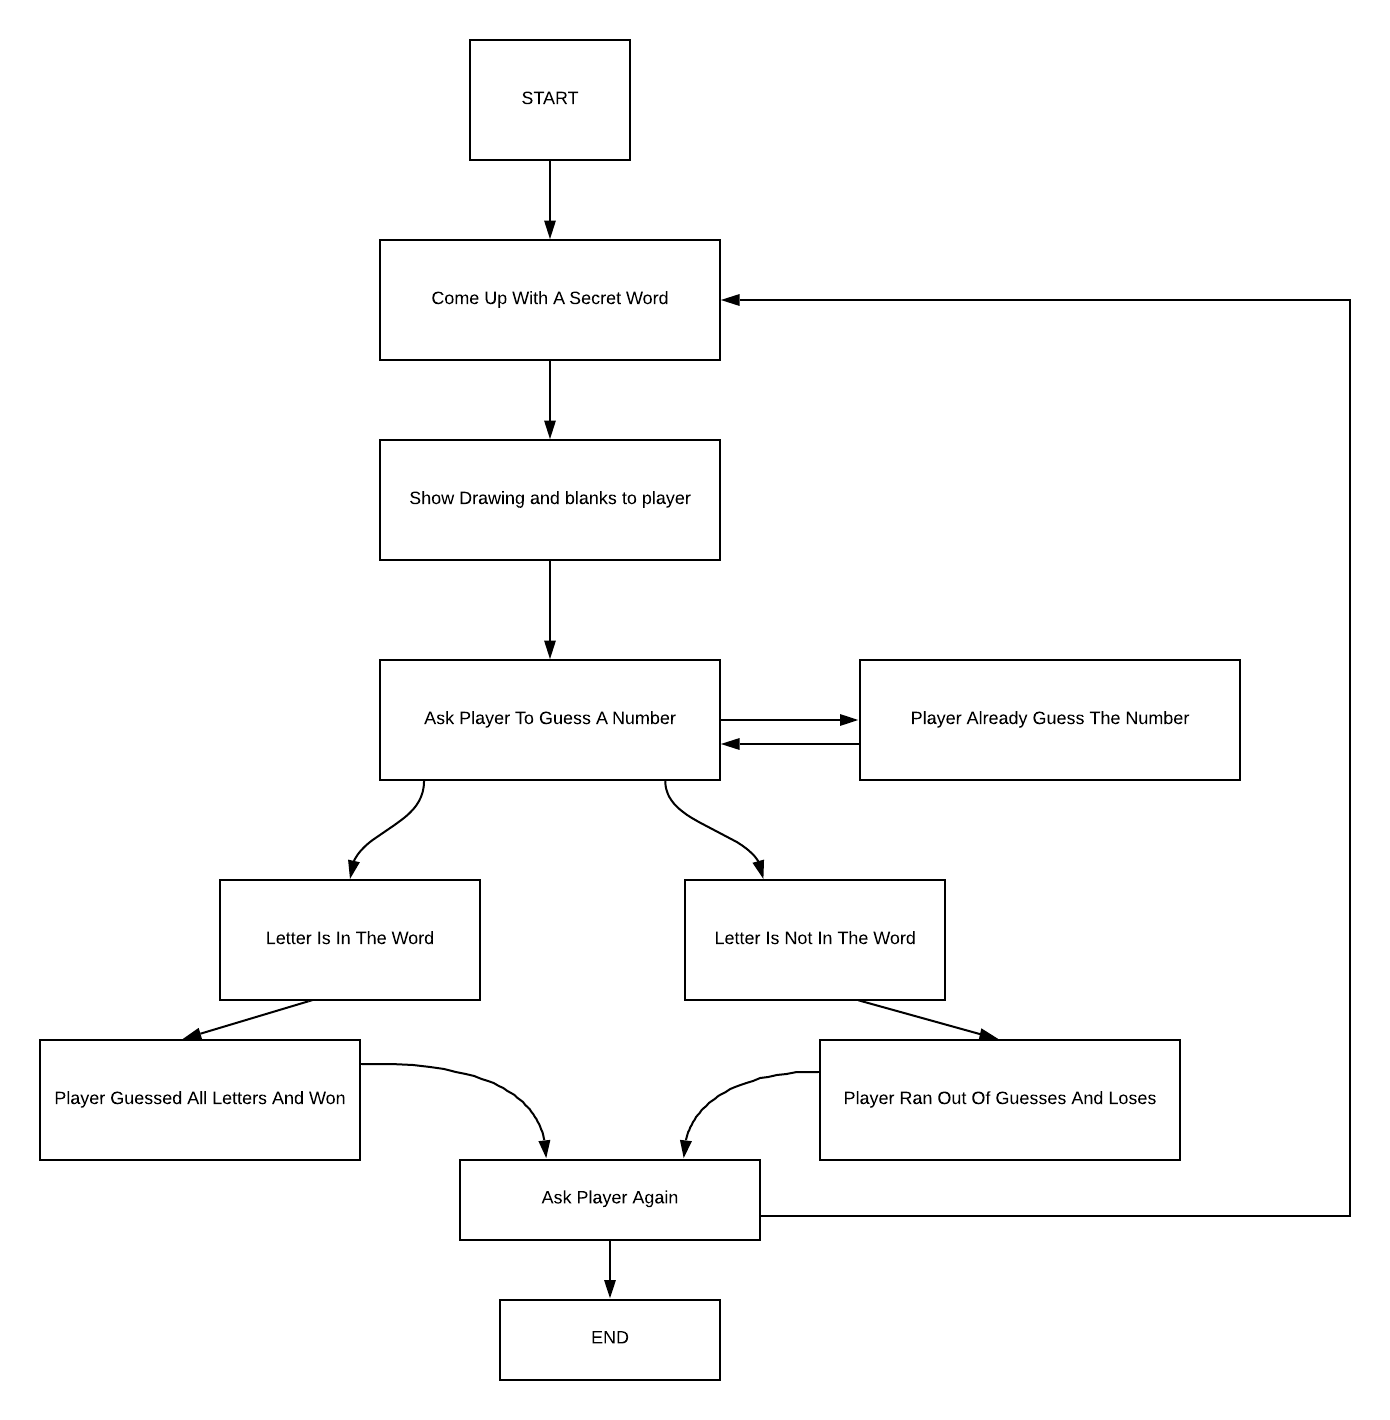 START
Come Up With A Secret Word
Show Drawing and blanks to player
Ask Player To Guess A Number
Player Already Guess The Number
Letter Is In The Word
Letter Is Not In The Word
Player Guessed All Letters And Won
Player Ran Out Of Guesses And Loses
Ask Player Again
END